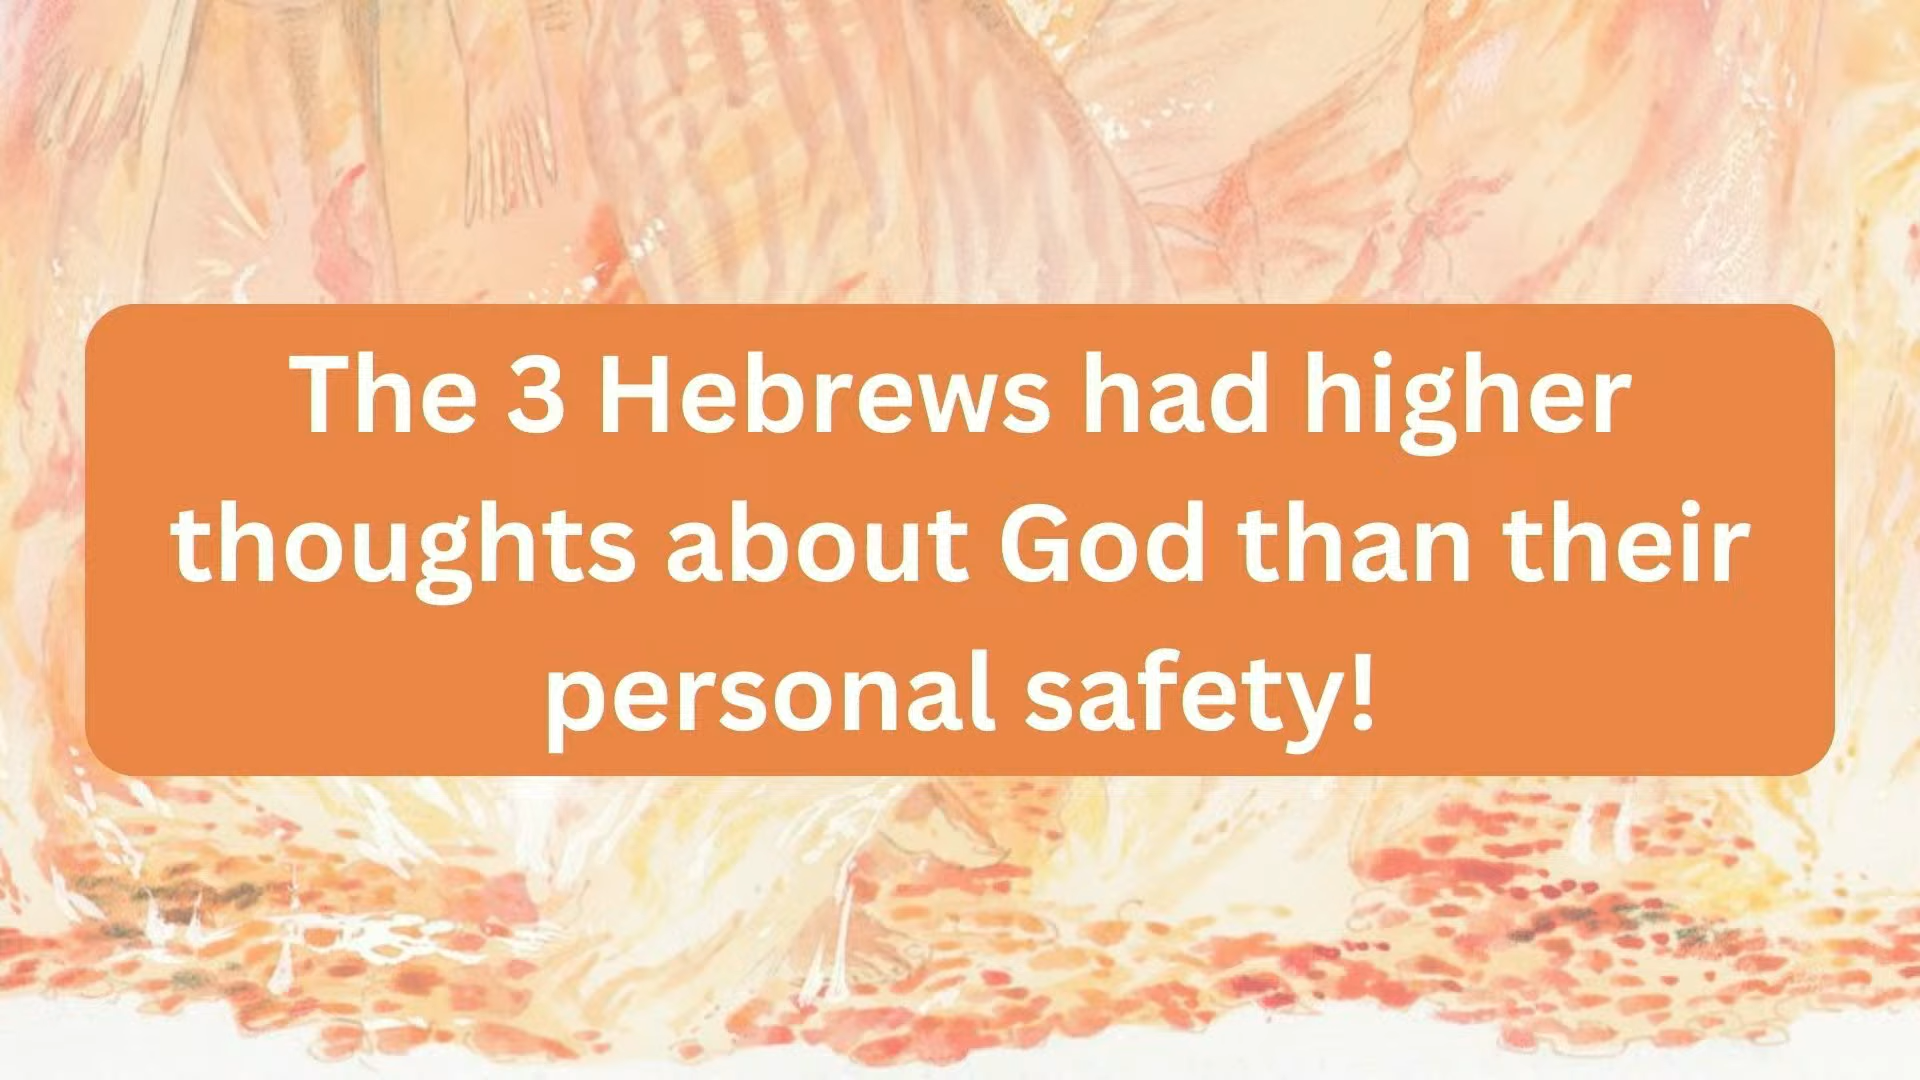 The 3 Hebrews had higher
thoughts about God than their
personal safety!